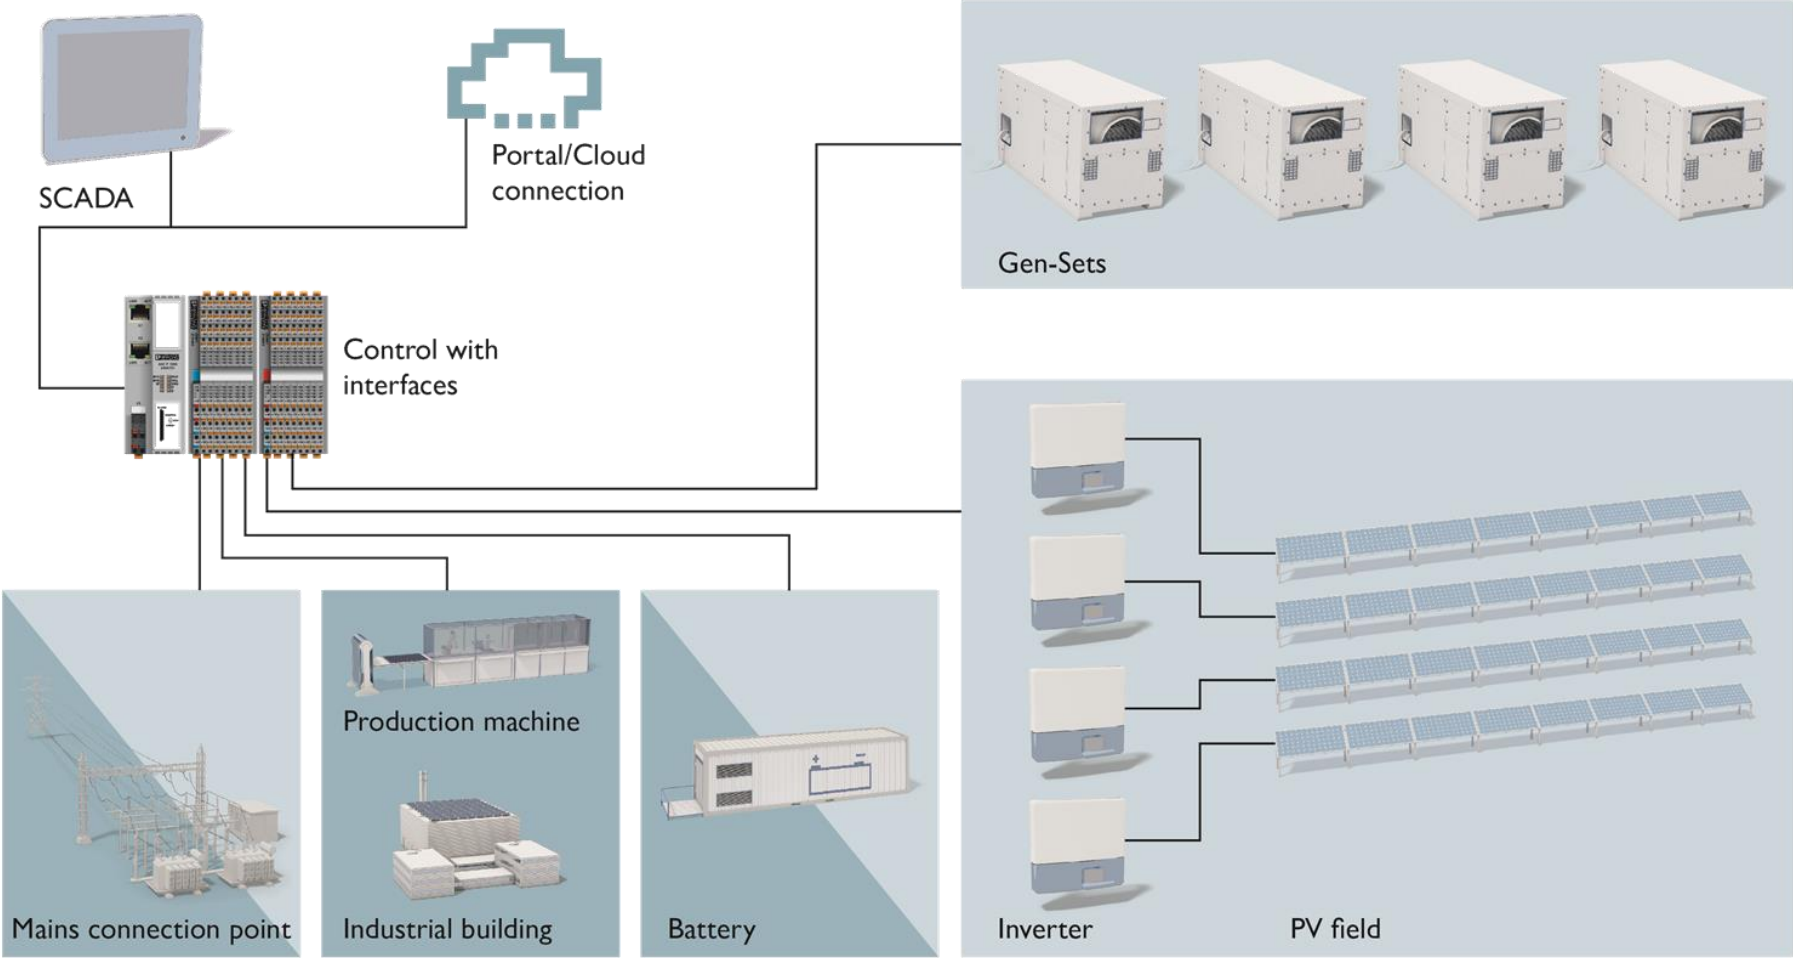 SCADA
Portal/Cloud
connection
Gen-Sets
Control with
interfaces
Production machine
Mains connection point
Industrial building
Battery
Inverter
PV field